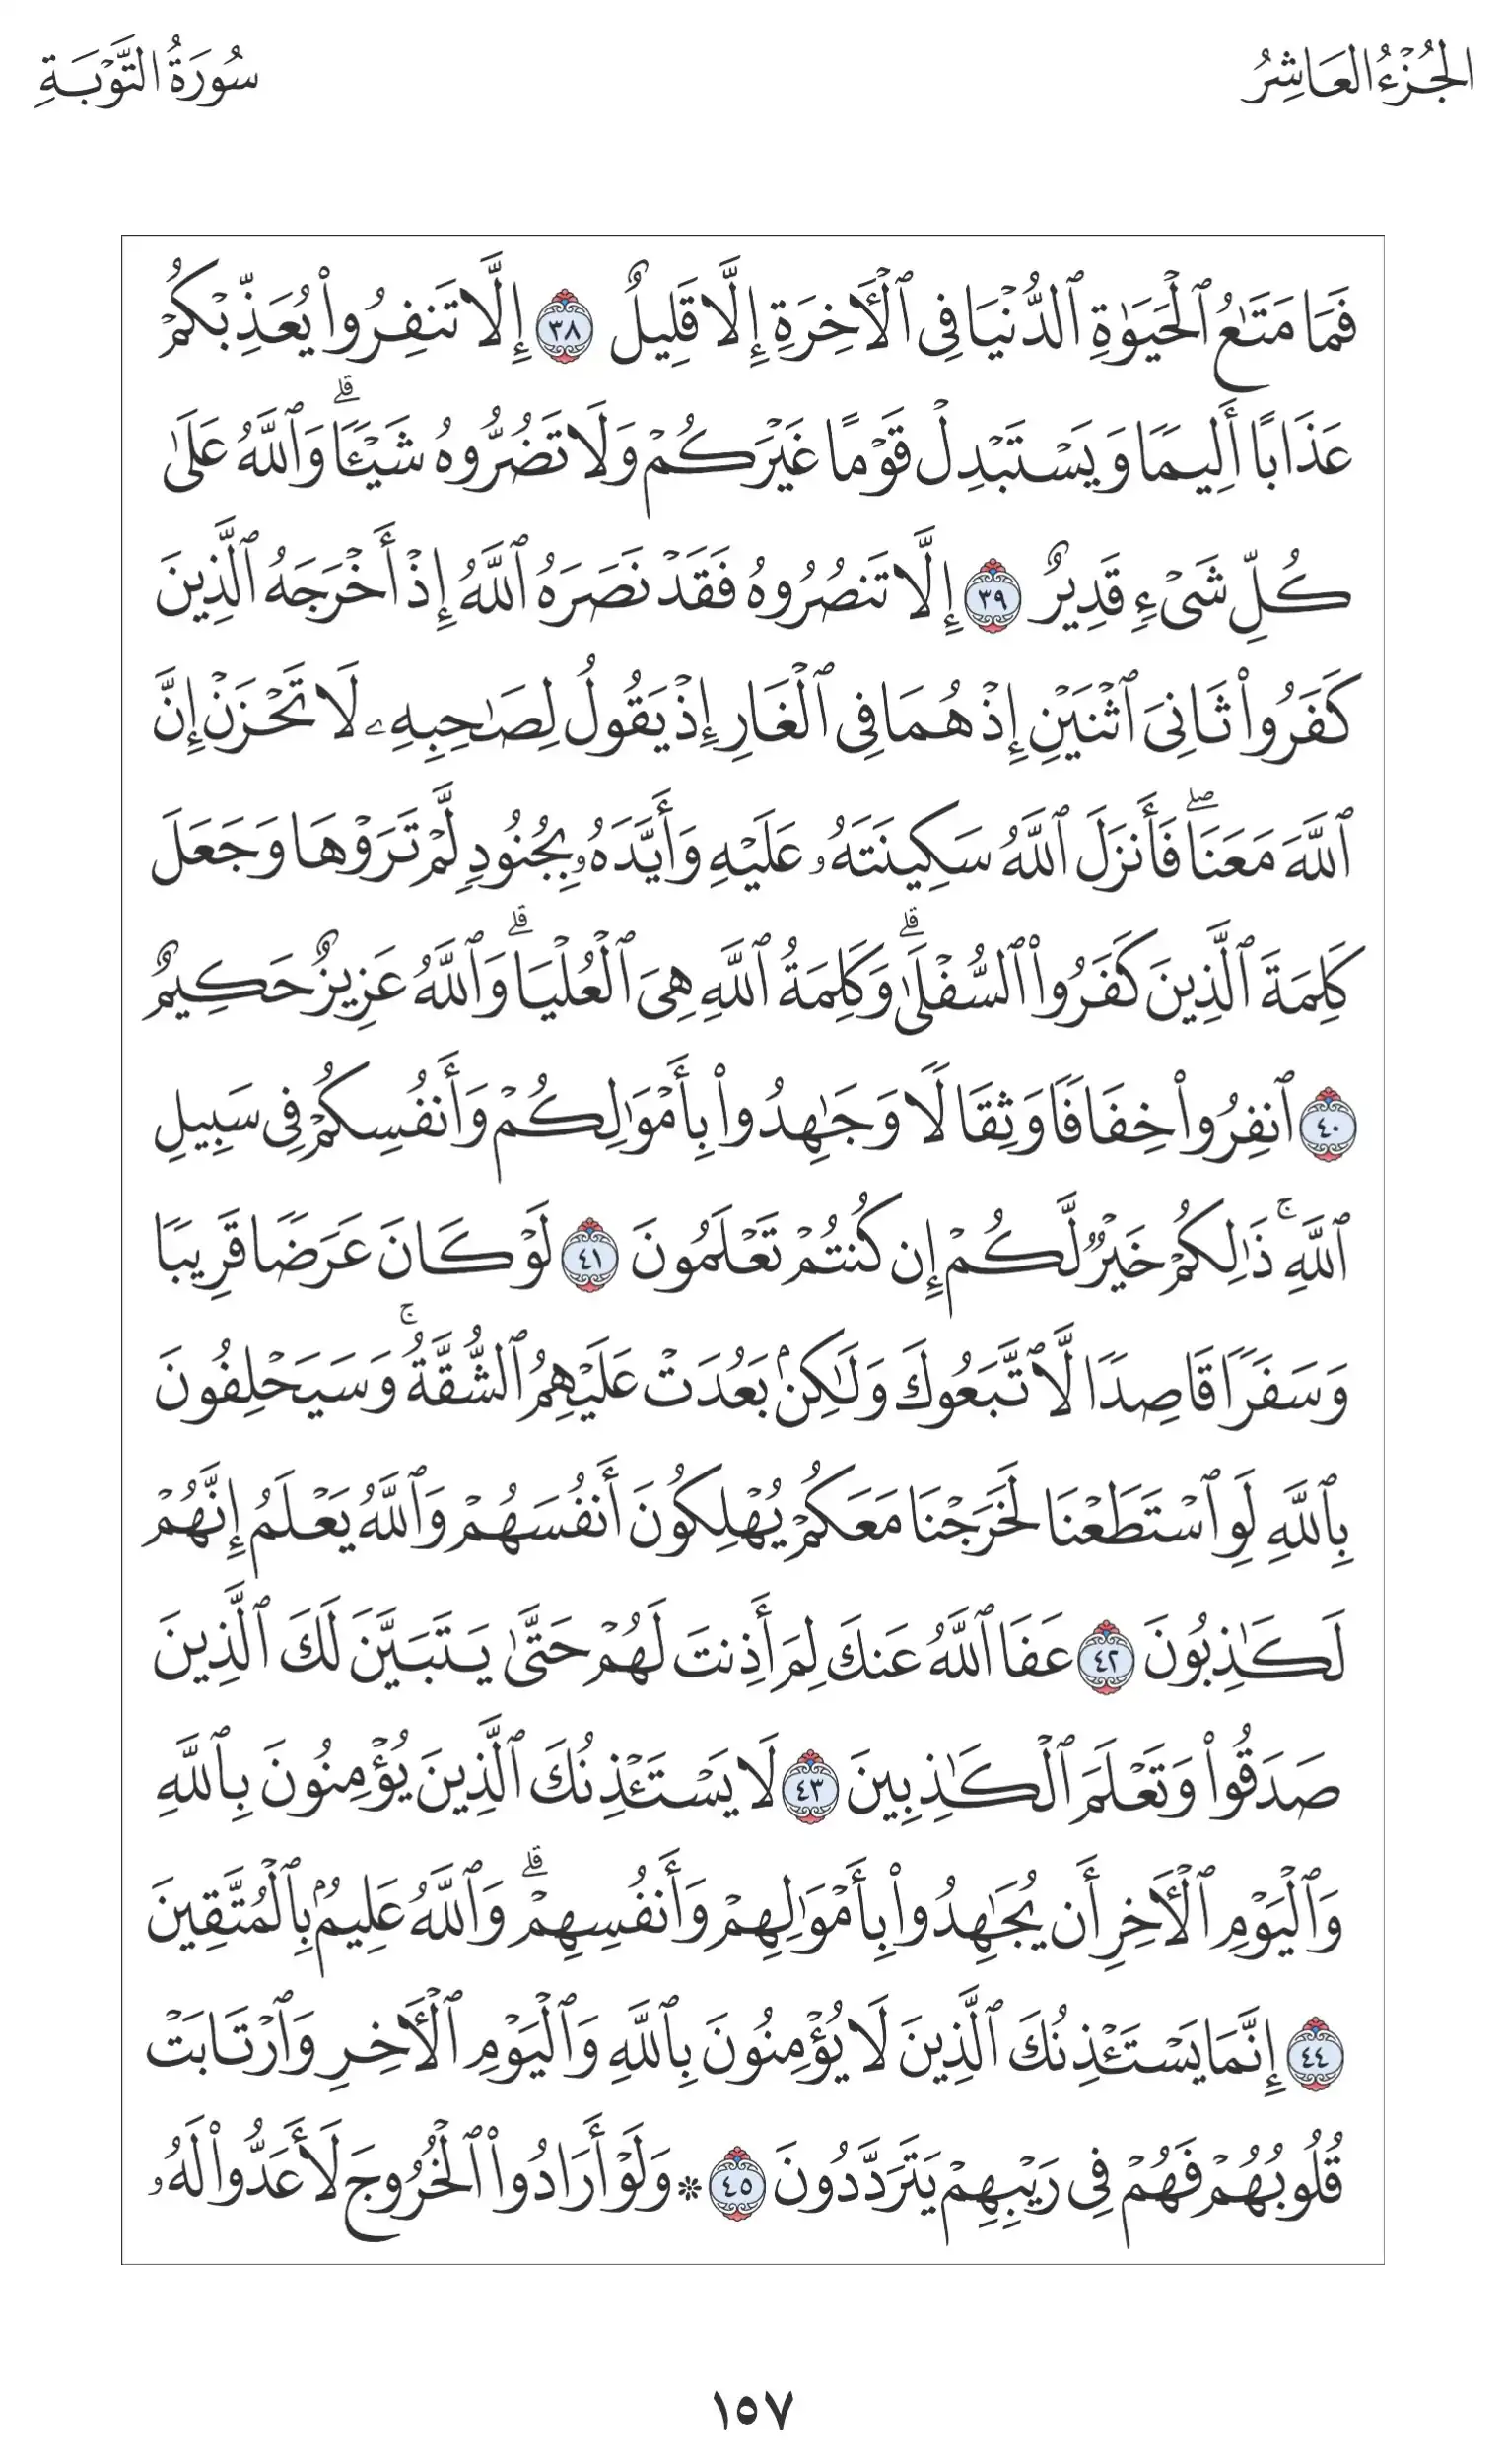 الجُزْءُ العَاشِرُ
سُورَةُ التَّوْبَةِ
فَمَا مَتَٰعُ ٱلْحَيَوٰةِ ٱلدُّنْيَا فِى ٱلْأَخِرَةِ إِلَّا قَلِيلٌ ٣٨ إِلَّا تَنفِرُوا۟ يُعَذِّبْكُمْ
عَذَابًا أَلِيمًا وَيَسْتَبْدِلْ قَوْمًا غَيْرَكُمْ وَلَا تَضُرُّوهُ شَيْـًٔا ۗ وَٱللَّهُ عَلَىٰ
كُلِّ شَىْءٍ قَدِيرٌ ٣٩ إِلَّا تَنصُرُوهُ فَقَدْ نَصَرَهُ ٱللَّهُ إِذْ أَخْرَجَهُ ٱلَّذِينَ
كَفَرُوا۟ ثَانِىَ ٱثْنَيْنِ إِذْ هُمَا فِى ٱلْغَارِ إِذْ يَقُولُ لِصَـٰحِبِهِۦ لَا تَحْزَنْ إِنَّ
ٱللَّهَ مَعَنَا ۖ فَأَنزَلَ ٱللَّهُ سَكِينَتَهُۥ عَلَيْهِ وَأَيَّدَهُۥ بِجُنُودٍ لَّمْ تَرَوْهَا وَجَعَلَ
كَلِمَةَ ٱلَّذِينَ كَفَرُوا۟ ٱلسُّفْلَىٰ ۗ وَكَلِمَةُ ٱللَّهِ هِىَ ٱلْعُلْيَا ۗ وَٱللَّهُ عَزِيزٌ حَكِيمٌ
٤٠ ٱنفِرُوا۟ خِفَافًا وَثِقَالًا وَجَـٰهِدُوا۟ بِأَمْوَٰلِكُمْ وَأَنفُسِكُمْ فِى سَبِيلِ
ٱللَّهِ ۚ ذَٰلِكُمْ خَيْرٌ لَّكُمْ إِن كُنتُمْ تَعْلَمُونَ ٤١ لَوْ كَانَ عَرَضًا قَرِيبًا
وَسَفَرًا قَاصِدًا لَّٱتَّبَعُوكَ وَلَـٰكِنۢ بَعُدَتْ عَلَيْهِمُ ٱلشُّقَّةُ ۚ وَسَيَحْلِفُونَ
بِٱللَّهِ لَوِ ٱسْتَطَعْنَا لَخَرَجْنَا مَعَكُمْ يُهْلِكُونَ أَنفُسَهُمْ وَٱللَّهُ يَعْلَمُ إِنَّهُمْ
لَكَـٰذِبُونَ ٤٢ عَفَا ٱللَّهُ عَنكَ لِمَ أَذِنتَ لَهُمْ حَتَّىٰ يَتَبَيَّنَ لَكَ ٱلَّذِينَ
صَدَقُوا۟ وَتَعْلَمَ ٱلْكَـٰذِبِينَ ٤٣ لَا يَسْتَـْٔذِنُكَ ٱلَّذِينَ يُؤْمِنُونَ بِٱللَّهِ
وَٱلْيَوْمِ ٱلْأَخِرِ أَن يُجَـٰهِدُوا۟ بِأَمْوَٰلِهِمْ وَأَنفُسِهِمْ ۗ وَٱللَّهُ عَلِيمٌۢ بِٱلْمُتَّقِينَ
٤٤ إِنَّمَا يَسْتَـْٔذِنُكَ ٱلَّذِينَ لَا يُؤْمِنُونَ بِٱللَّهِ وَٱلْيَوْمِ ٱلْأَخِرِ وَٱرْتَابَتْ
قُلُوبُهُمْ فَهُمْ فِى رَيْبِهِمْ يَتَرَدَّدُونَ ٤٥ * وَلَوْ أَرَادُوا۟ ٱلْخُرُوجَ لَأَعَدُّوا۟ لَهُۥ
١٥٧